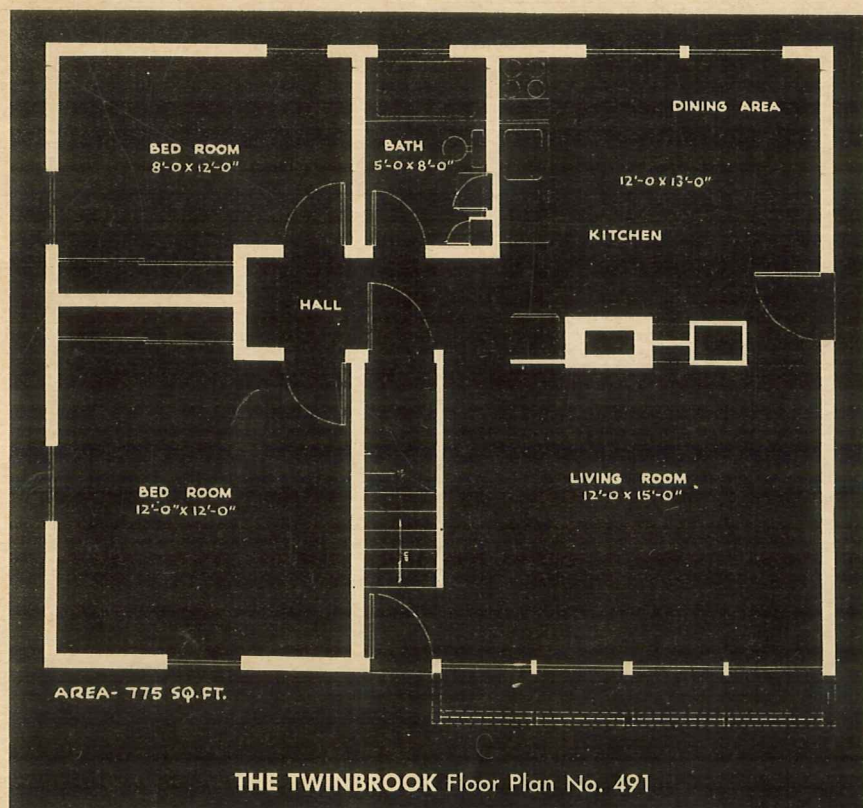 DINING AREA
BED ROOM
8'-0 X 12'-0"
BATH
5'-0 X 8'-0"
12'-0 X 13'-0"
KITCHEN
HALL
LIVING ROOM
12'-0 X 15'-0"
BED ROOM
12'-0" X 12'-0"
AREA- 775 SQ.FT.
THE TWINBROOK Floor Plan No. 491